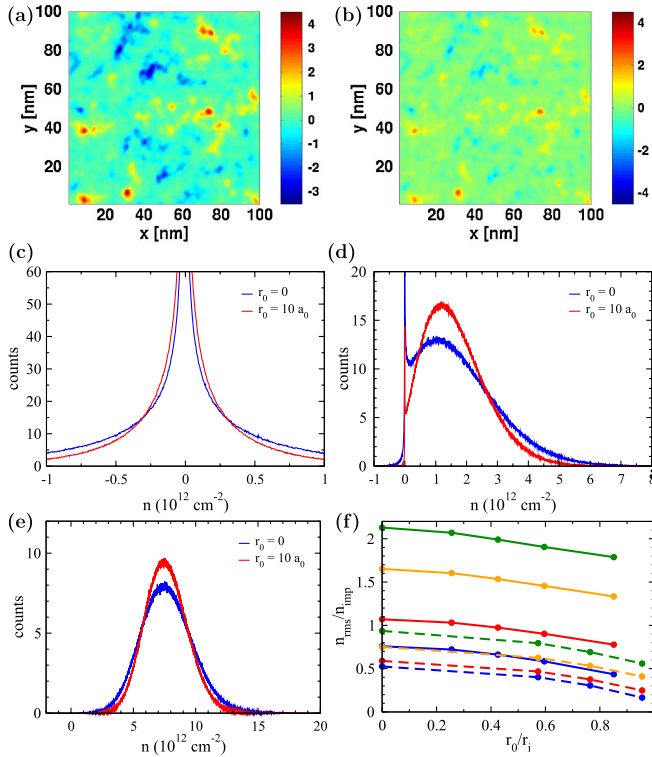 (a)
y [nm]
100
80
60
40
20
20 40 60 80 100
x [nm]
4
3
2
1
0
-1
-2
-3
(b)
y [nm]
100
80
60
40
20
20 40 60 80 100
x [nm]
4
2
0
-2
-4
(c)
counts
60
50
40
30
20
10
0
-1 -0.5 0 0.5 1
n (10^12 cm^-2)
r_0 = 0
r_0 = 10 a_0
(d)
counts
20
15
10
5
0
-1 0 1 2 3 4 5 6 7 8
n (10^12 cm^-2)
r_0 = 0
r_0 = 10 a_0
(e)
counts
10
5
0
0 5 10 15 20
n (10^12 cm^-2)
r_0 = 0
r_0 = 10 a_0
(f)
n_rms/n_imp
2
1.5
1
0.5
0
0 0.2 0.4 0.6 0.8
r_0/r_i